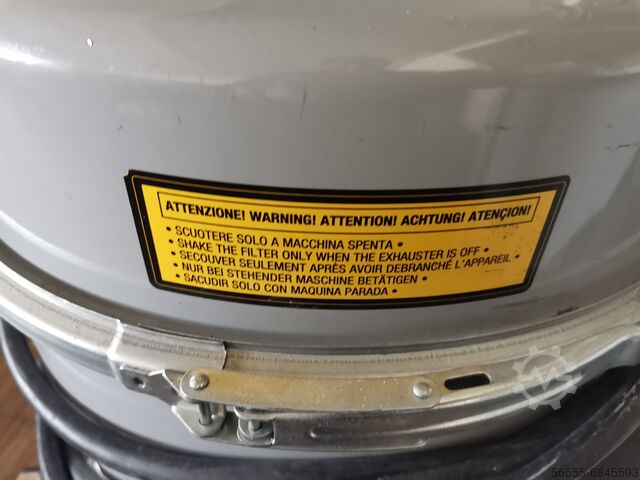 ATTENZIONE! WARNING! ATTENTION! ACHTUNG! ATENÇION!
• SCUOTERE SOLO A MACCHINA SPENTA •
• SHAKE THE FILTER ONLY WHEN THE EXHAUSTER IS OFF •
• SECOUVER SEULEMENT APRÈS AVOIR DEBRANCHÉ L'APPAREIL •
• NUR BEI STEHENDER MASCHINE BETÄTIGEN •
• SACUDIR SOLO CON MAQUINA PARADA •
56655-6845593